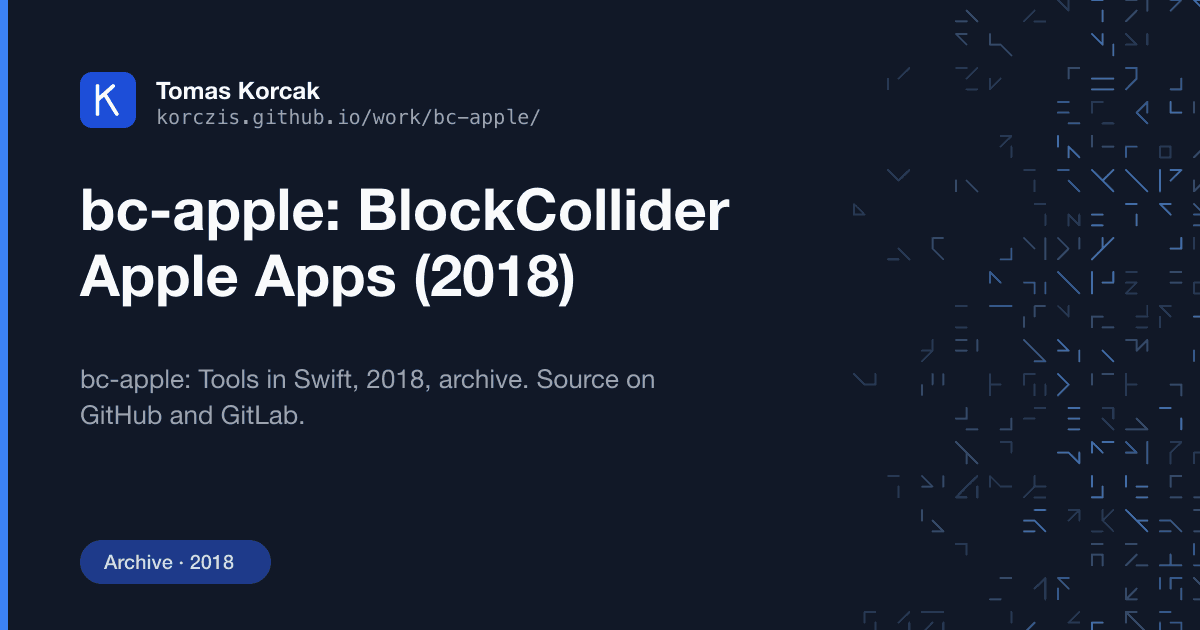 K
Tomas Korcak
korczis.github.io/work/bc-apple/
bc-apple: BlockCollider
Apple Apps (2018)
bc-apple: Tools in Swift, 2018, archive. Source on
GitHub and GitLab.
Archive · 2018